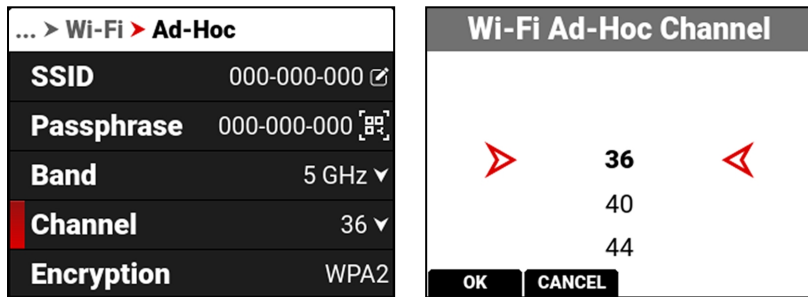 ... > Wi-Fi > Ad-Hoc
SSID 000-000-000
Passphrase 000-000-000
Band 5 GHz
Channel 36
Encryption WPA2
Wi-Fi Ad-Hoc Channel
36
40
44
OK CANCEL